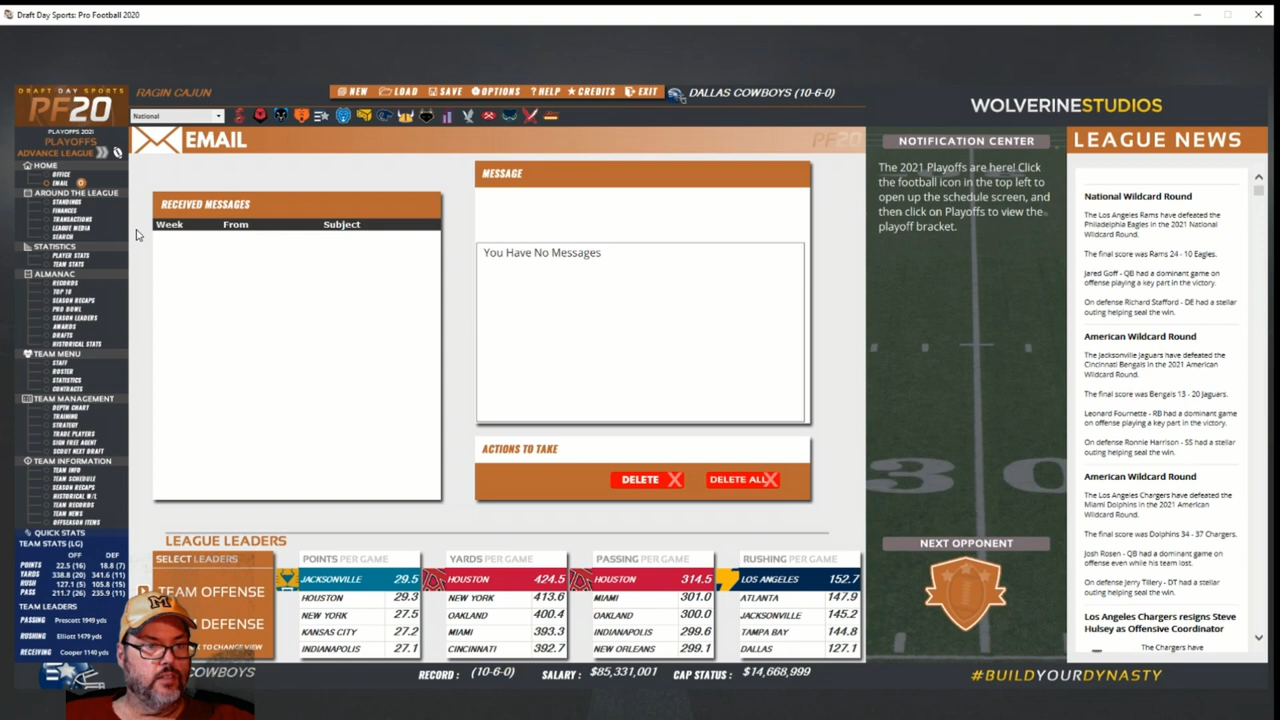 Draft Day Sports: Pro Football 2020
DRAFT DAY SPORTS
PF20
RAGIN CAJUN
NEW LOAD SAVE OPTIONS ? HELP CREDITS EXIT
DALLAS COWBOYS (10-6-0)
WOLVERINESTUDIOS
National
PLAYOFFS 2021
PLAYOFFS
ADVANCE LEAGUE
HOME
OFFICE
EMAIL 0
AROUND THE LEAGUE
STANDINGS
FINANCES
TRANSACTIONS
LEAGUE MEDIA
SEARCH
STATISTICS
PLAYER STATS
TEAM STATS
ALMANAC
RECORDS
TOP 10
SEASON RECAPS
PRO BOWL
SEASON LEADERS
AWARDS
DRAFTS
HISTORICAL STATS
TEAM MENU
STAFF
ROSTER
STATISTICS
CONTRACTS
TEAM MANAGEMENT
DEPTH CHART
TRAINING
STRATEGY
TRADE PLAYERS
SIGN FREE AGENT
SCOUT NEXT DRAFT
TEAM INFORMATION
TEAM INFO
TEAM SCHEDULE
SEASON RECAPS
HISTORICAL W/L
TEAM RECORDS
TEAM NEWS
OFFSEASON ITEMS
QUICK STATS
TEAM STATS (LG)
OFF DEF
POINTS 22.5 (16) 18.8 (7)
YARDS 338.8 (20) 341.6 (11)
RUSH 127.1 (5) 105.8 (15)
PASS 211.7 (26) 235.9 (11)
TEAM LEADERS
PASSING Prescott 1949 yds
RUSHING Elliott 1479 yds
RECEIVING Cooper 1140 yds
EMAIL
PF20
RECEIVED MESSAGES
Week From Subject
MESSAGE
You Have No Messages
ACTIONS TO TAKE
DELETE X
DELETE ALL X
LEAGUE LEADERS
SELECT LEADERS
TEAM OFFENSE
DEFENSE
TO CHANGE VIEW
POINTS PER GAME
JACKSONVILLE 29.5
HOUSTON 29.3
NEW YORK 27.5
KANSAS CITY 27.2
INDIANAPOLIS 27.1
YARDS PER GAME
HOUSTON 424.5
NEW YORK 413.6
OAKLAND 400.4
MIAMI 393.3
CINCINNATI 392.7
PASSING PER GAME
HOUSTON 314.5
MIAMI 301.0
OAKLAND 300.0
INDIANAPOLIS 299.6
NEW ORLEANS 299.1
RUSHING PER GAME
LOS ANGELES 152.7
ATLANTA 147.9
JACKSONVILLE 145.2
TAMPA BAY 144.8
DALLAS 127.1
COWBOYS
RECORD : (10-6-0) SALARY: $85,331,001 CAP STATUS : $14,668,999
NOTIFICATION CENTER
The 2021 Playoffs are here! Click
the football icon in the top left to
open up the schedule screen, and
then click on Playoffs to view the
playoff bracket.
30
NEXT OPPONENT
LEAGUE NEWS
National Wildcard Round
The Los Angeles Rams have defeated the
Philadelphia Eagles in the 2021 National
Wildcard Round.
The final score was Rams 24 - 10 Eagles.
Jared Goff - QB had a dominant game on
offense playing a key part in the victory.
On defense Richard Stafford - DE had a stellar
outing helping seal the win.
American Wildcard Round
The Jacksonville Jaguars have defeated the
Cincinnati Bengals in the 2021 American
Wildcard Round.
The final score was Bengals 13 - 20 Jaguars.
Leonard Fournette - RB had a dominant game
on offense playing a key part in the victory.
On defense Ronnie Harrison - SS had a stellar
outing helping seal the win.
American Wildcard Round
The Los Angeles Chargers have defeated the
Miami Dolphins in the 2021 American
Wildcard Round.
The final score was Dolphins 34 - 37 Chargers.
Josh Rosen - QB had a dominant game on
offense even while his team lost.
On defense Jerry Tillery - DT had a stellar
outing helping seal the win.
Los Angeles Chargers resigns Steve
Hulsey as Offensive Coordinator
The Chargers have
#BUILDYOURDYNASTY
M